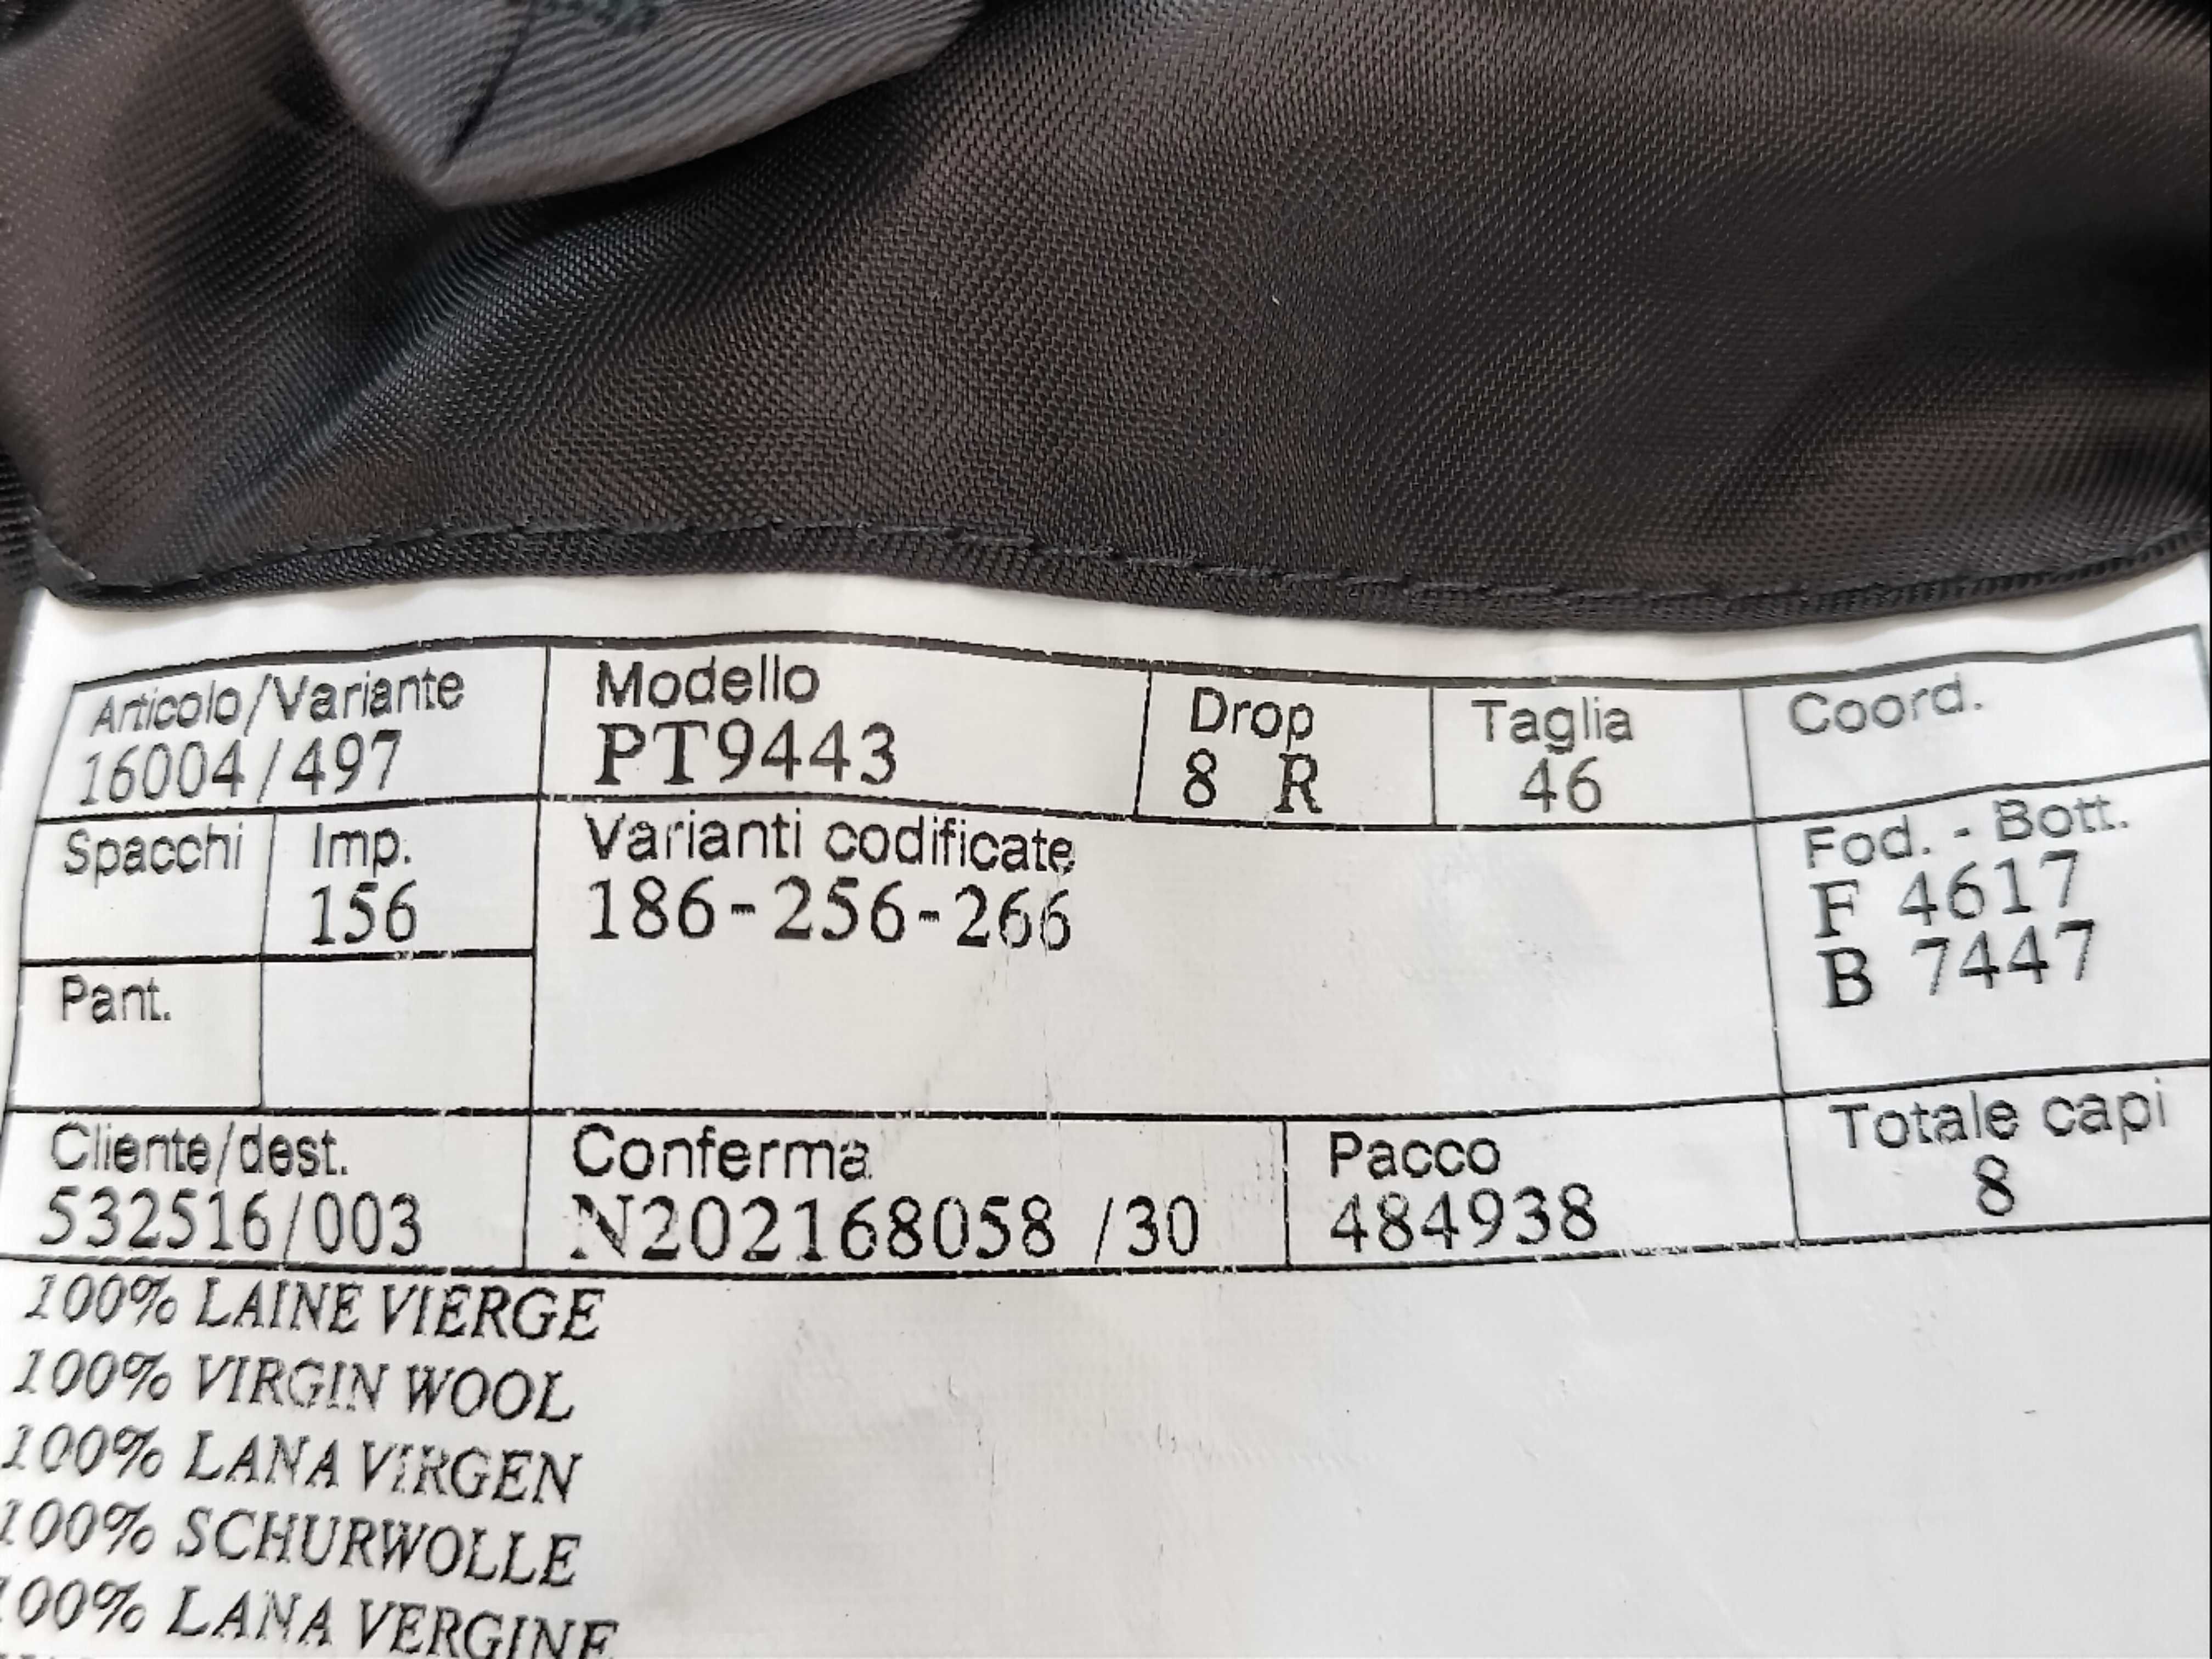 Articolo/Variante Modello Drop Taglia Coord.
16004/497 PT9443 8 R 46
Spacchi Imp. Varianti codificate Fod. - Bott.
156 186-256-266 F 4617
B 7447
Pant.
Cliente/dest. Conferma Pacco Totale capi
532516/003 N202168058 /30 484938 8
100% LAINE VIERGE
100% VIRGIN WOOL
100% LANA VIRGEN
100% SCHURWOLLE
100% LANA VERGINE